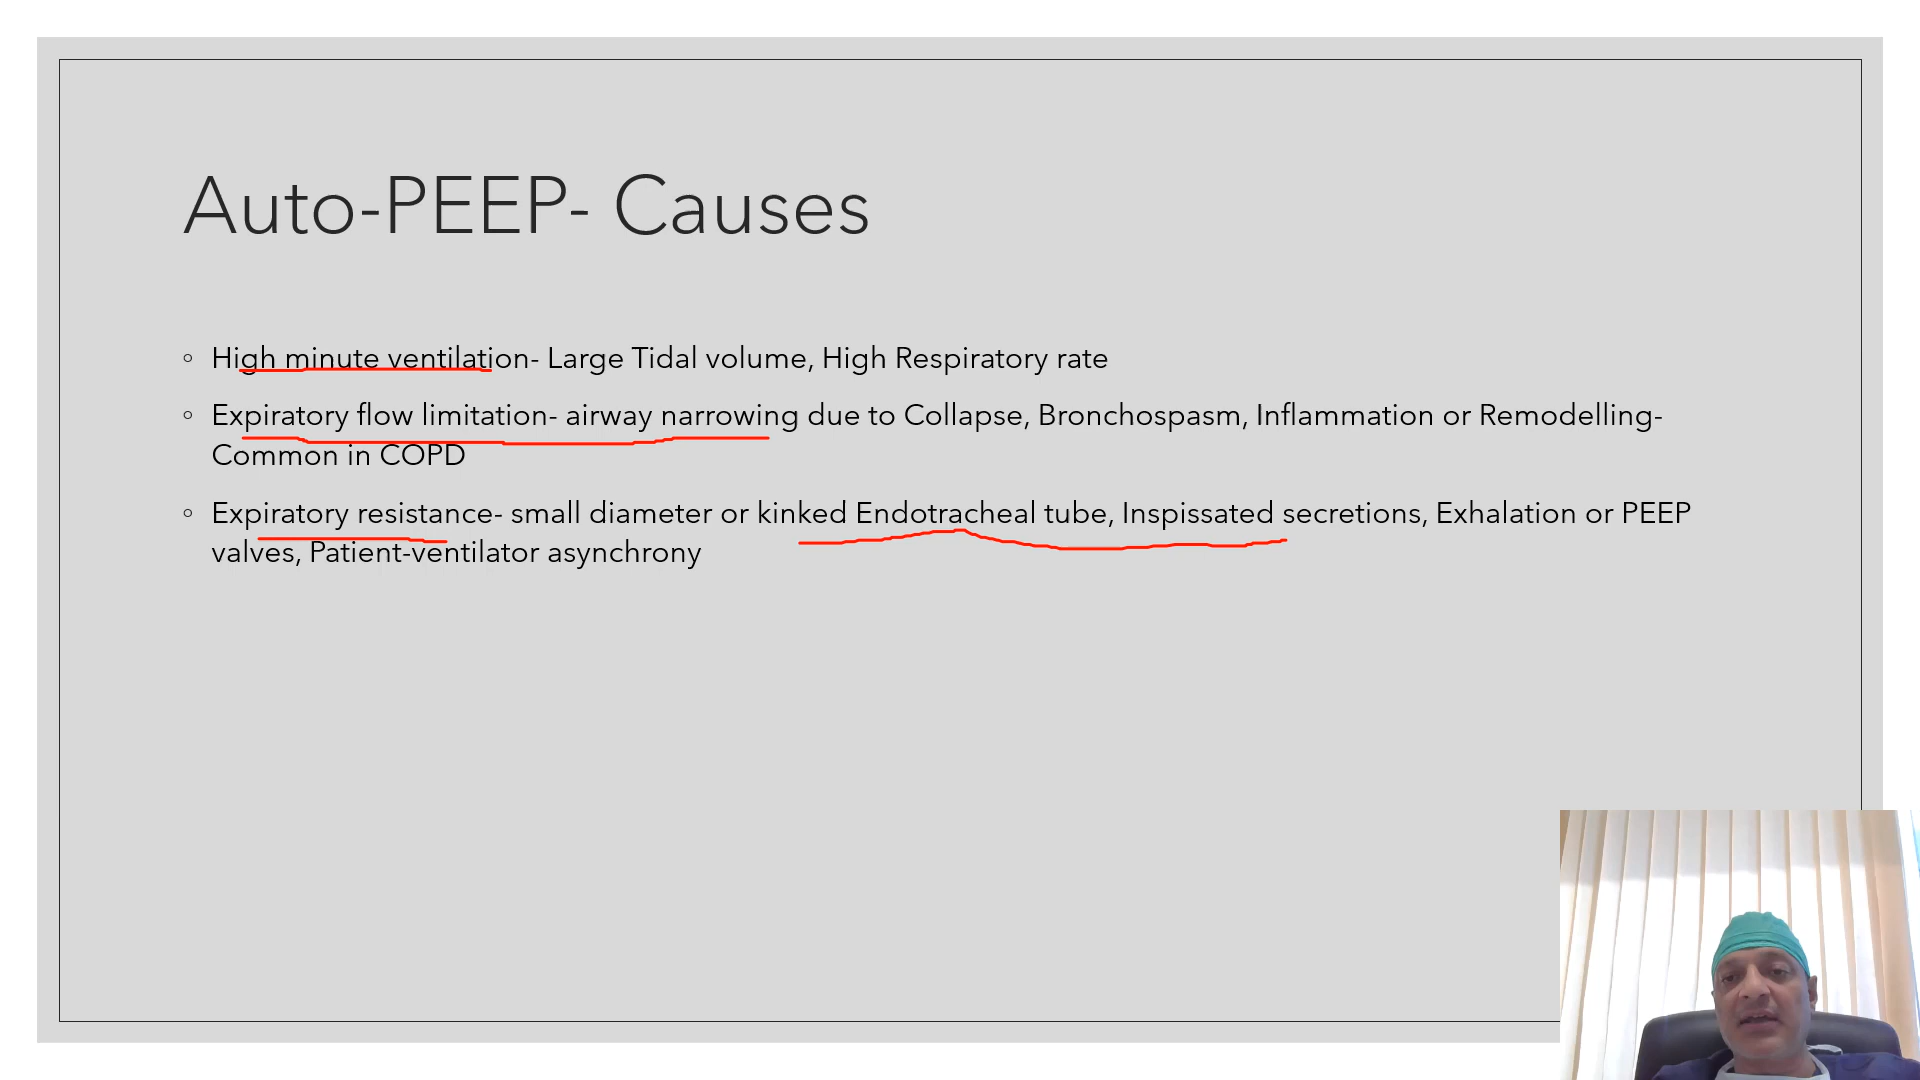 Auto-PEEP- Causes
◦ High minute ventilation- Large Tidal volume, High Respiratory rate
◦ Expiratory flow limitation- airway narrowing due to Collapse, Bronchospasm, Inflammation or Remodelling-
Common in COPD
◦ Expiratory resistance- small diameter or kinked Endotracheal tube, Inspissated secretions, Exhalation or PEEP
valves, Patient-ventilator asynchrony